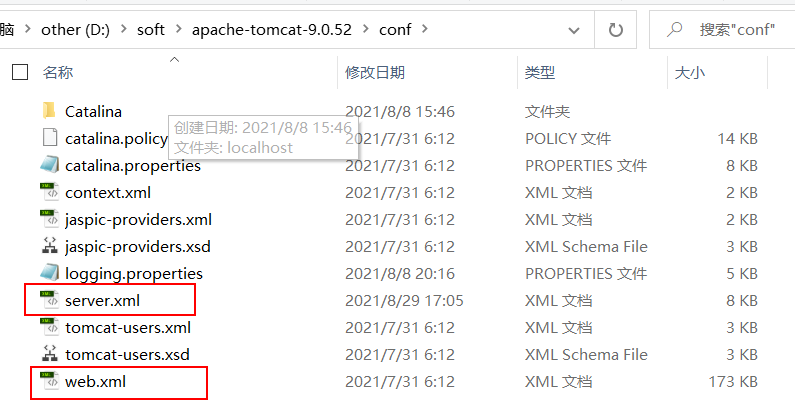 脑 > other (D:) > soft > apache-tomcat-9.0.52 > conf > 搜索"conf"
名称 修改日期 类型 大小
Catalina 2021/8/8 15:46 文件夹
创建日期: 2021/8/8 15:46
文件夹: localhost
catalina.policy 2021/7/31 6:12 POLICY 文件 14 KB
catalina.properties 2021/7/31 6:12 PROPERTIES 文件 8 KB
context.xml 2021/7/31 6:12 XML 文档 2 KB
jaspic-providers.xml 2021/7/31 6:12 XML 文档 2 KB
jaspic-providers.xsd 2021/7/31 6:12 XML Schema File 3 KB
logging.properties 2021/8/8 20:16 PROPERTIES 文件 5 KB
server.xml 2021/8/29 17:05 XML 文档 8 KB
tomcat-users.xml 2021/7/31 6:12 XML 文档 3 KB
tomcat-users.xsd 2021/7/31 6:12 XML Schema File 3 KB
web.xml 2021/7/31 6:12 XML 文档 173 KB